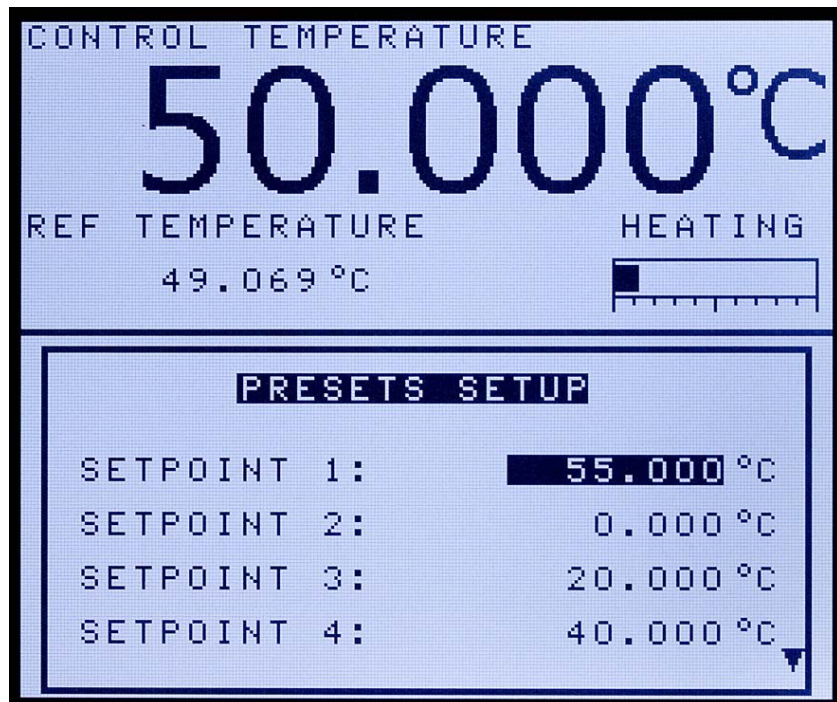 CONTROL TEMPERATURE
50.000°C
REF TEMPERATURE HEATING
49.069°C
PRESETS SETUP
SETPOINT 1: 55.000°C
SETPOINT 2: 0.000°C
SETPOINT 3: 20.000°C
SETPOINT 4: 40.000°C